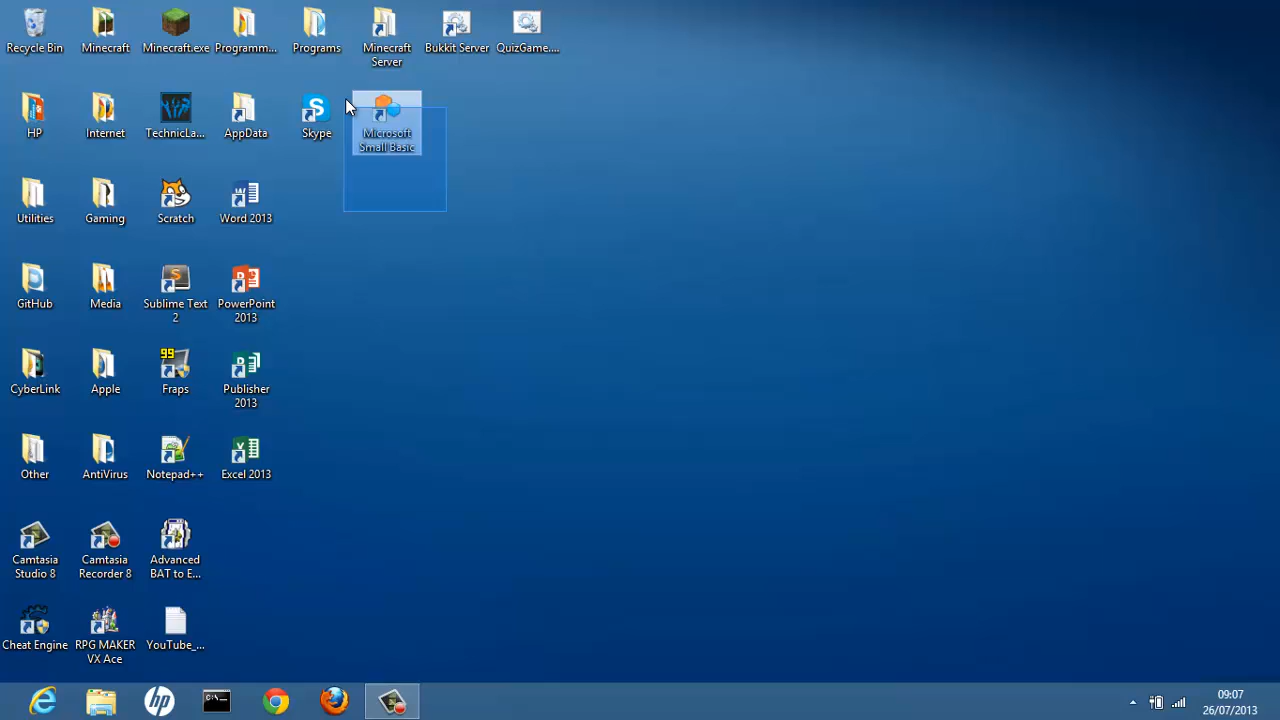 Recycle Bin
Minecraft
Minecraft.exe
Programm...
Programs
Minecraft
Server
Bukkit Server
QuizGame....
HP
Internet
TechnicLa...
AppData
S
Skype
Microsoft
Small Basic
Utilities
Gaming
Scratch
Word 2013
GitHub
Media
Sublime Text
2
PowerPoint
2013
CyberLink
Apple
99
Fraps
Publisher
2013
Other
AntiVirus
Notepad++
Excel 2013
Camtasia
Studio 8
Camtasia
Recorder 8
Advanced
BAT to E...
Cheat Engine
RPG MAKER
VX Ace
YouTube_...
hp
C:\_
09:07
26/07/2013